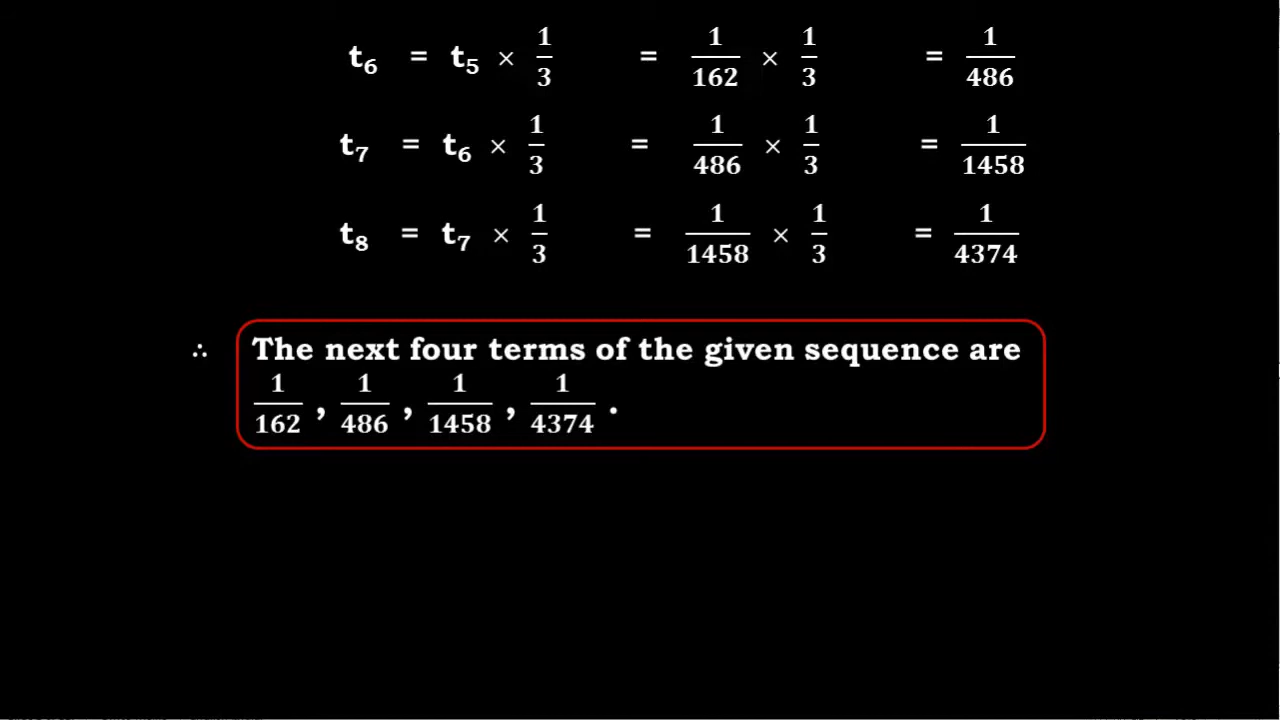 t₆ = t₅ × 1/3 = 1/162 × 1/3 = 1/486
t₇ = t₆ × 1/3 = 1/486 × 1/3 = 1/1458
t₈ = t₇ × 1/3 = 1/1458 × 1/3 = 1/4374
∴ The next four terms of the given sequence are
1/162 , 1/486 , 1/1458 , 1/4374 .